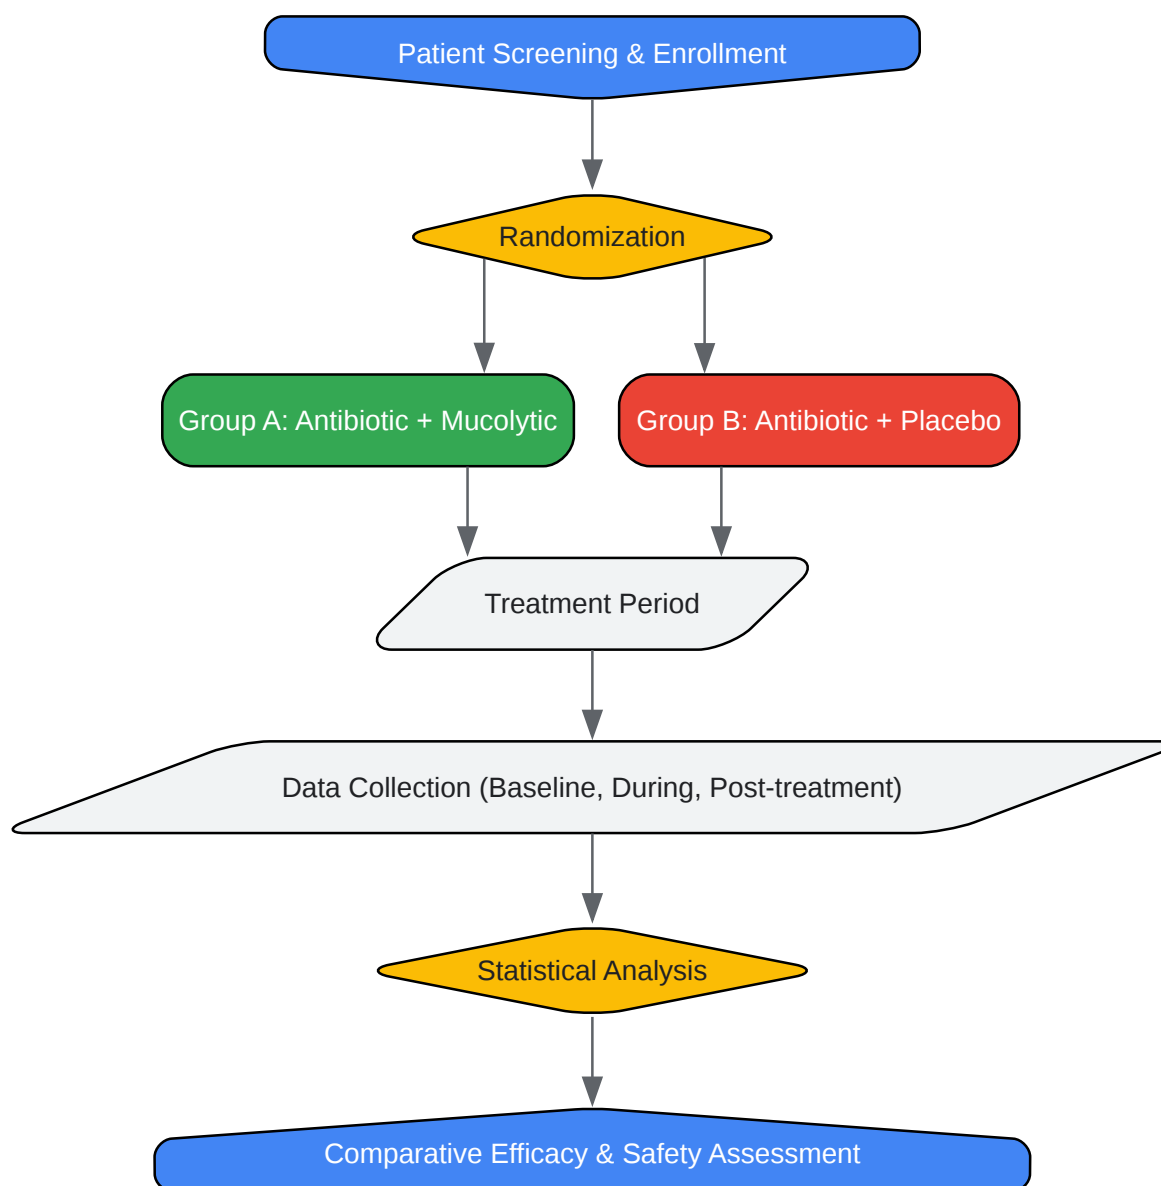 Patient Screening & Enrollment
Randomization
Group A: Antibiotic + Mucolytic
Group B: Antibiotic + Placebo
Treatment Period
Data Collection (Baseline, During, Post-treatment)
Statistical Analysis
Comparative Efficacy & Safety Assessment